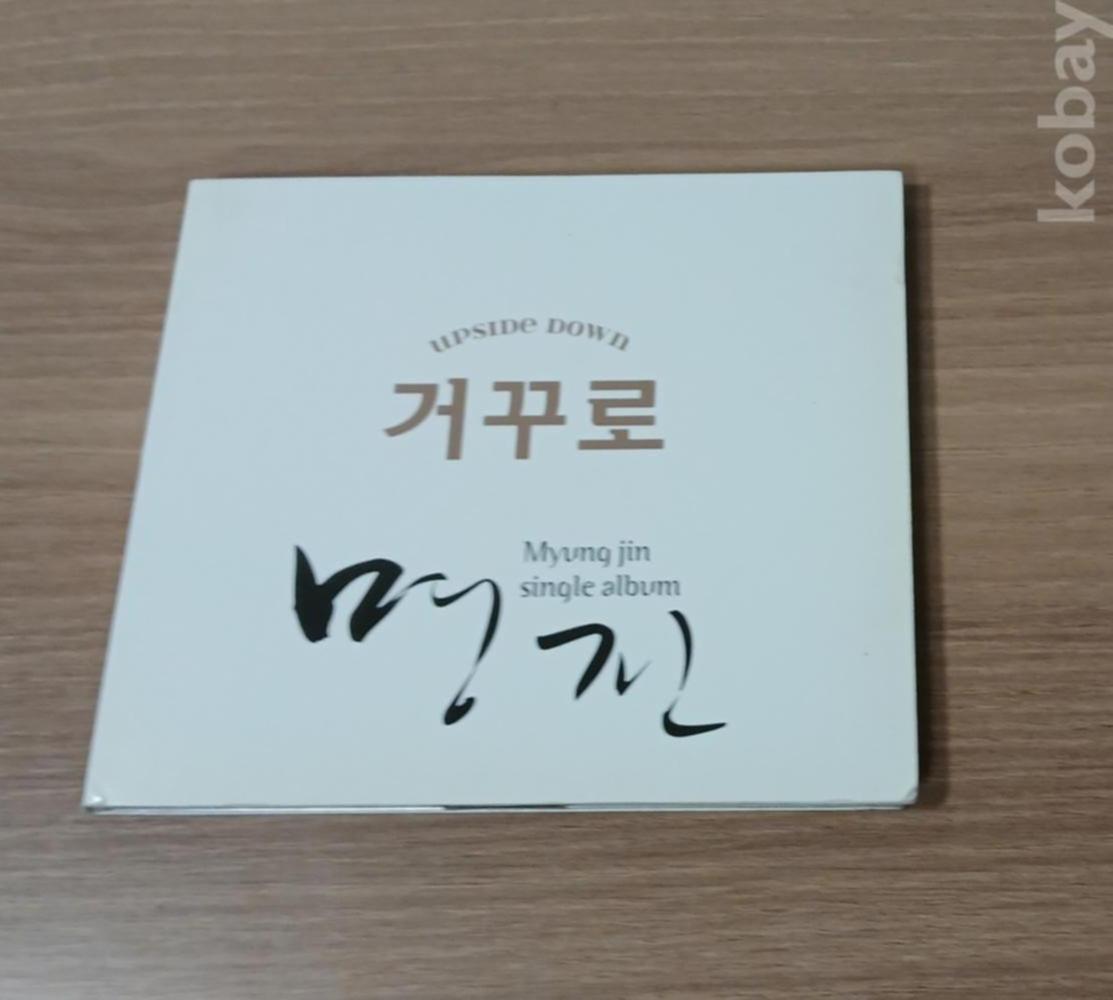 UPSIDE DOWN
거꾸로
Myung jin
single album
명진
kobay